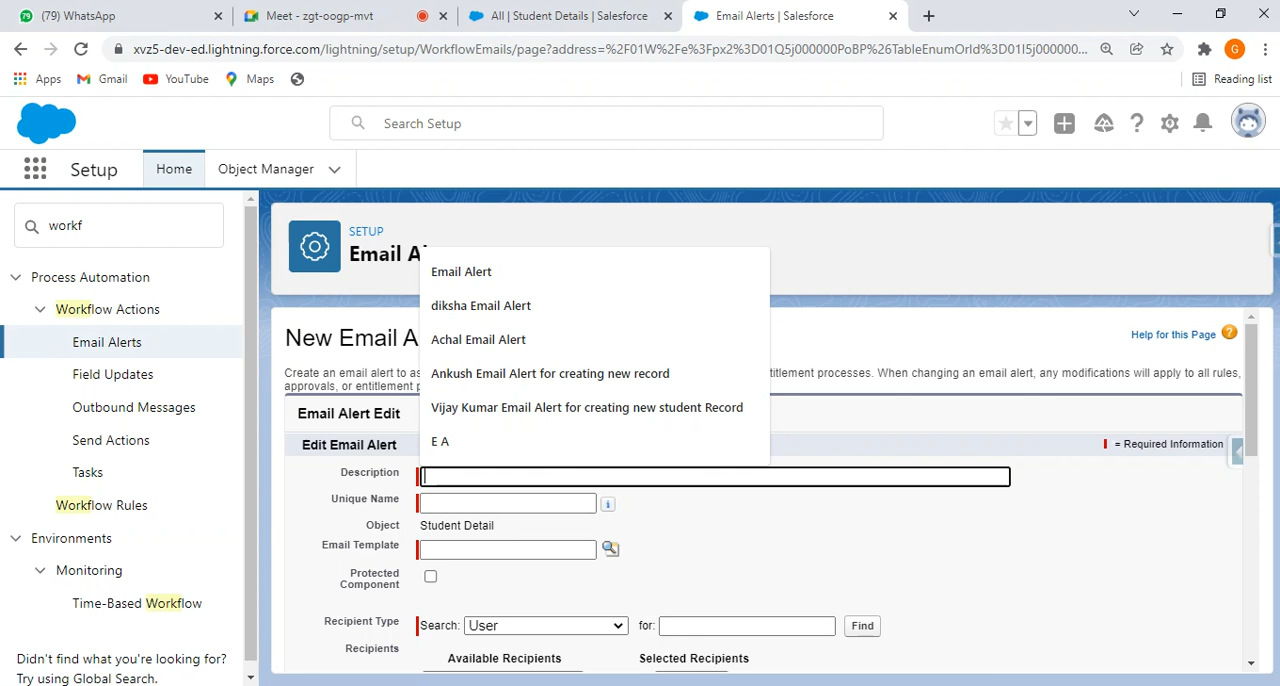 (79) WhatsApp
Meet - zgt-oogp-mvt
All | Student Details | Salesforce
Email Alerts | Salesforce
xvz5-dev-ed.lightning.force.com/lightning/setup/WorkflowEmails/page?address=%2F01W%2Fe%3Fpx2%3D01Q5j000000PoBP%26TableEnumOrId%3D01I5j000000...
G
Apps
Gmail
YouTube
Maps
Reading list
Search Setup
Setup
Home
Object Manager
workf
Process Automation
Workflow Actions
Email Alerts
Field Updates
Outbound Messages
Send Actions
Tasks
Workflow Rules
Environments
Monitoring
Time-Based Workflow
Didn't find what you're looking for?
Try using Global Search.
SETUP
Email Al
Email Alert
diksha Email Alert
Achal Email Alert
Ankush Email Alert for creating new record
Vijay Kumar Email Alert for creating new student Record
E A
New Email A
Help for this Page
Create an email alert to as
titlement processes. When changing an email alert, any modifications will apply to all rules,
approvals, or entitlement p
Email Alert Edit
Edit Email Alert
= Required Information
Description
Unique Name
Object Student Detail
Email Template
Protected
Component
Recipient Type Search: User for: Find
Recipients
Available Recipients Selected Recipients